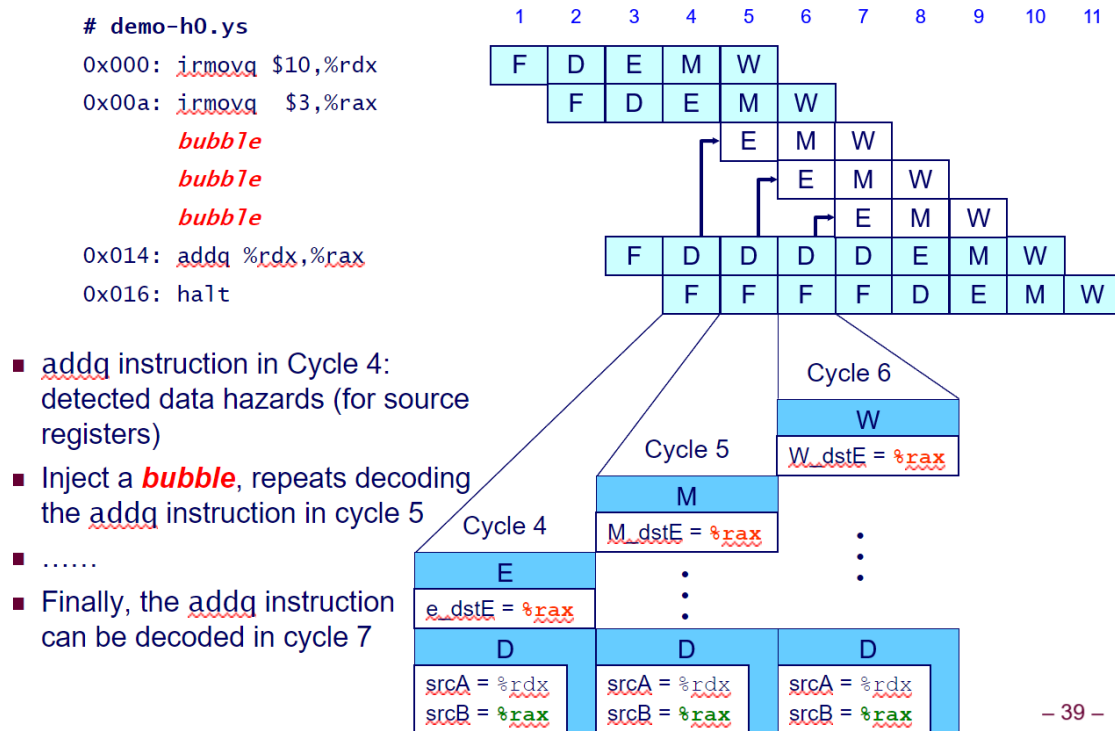 # demo-h0.ys
0x000: irmovq $10,%rdx
0x00a: irmovq $3,%rax
bubble
bubble
bubble
0x014: addq %rdx,%rax
0x016: halt
1 2 3 4 5 6 7 8 9 10 11
F D E M W
F D E M W
E M W
E M W
E M W
F D D D D E M W
F F F F D E M W
■ addq instruction in Cycle 4:
detected data hazards (for source
registers)
■ Inject a bubble, repeats decoding
the addq instruction in cycle 5
■ ……
■ Finally, the addq instruction
can be decoded in cycle 7
Cycle 6
W
W_dstE = %rax
Cycle 5
M
M_dstE = %rax
Cycle 4
E
e_dstE = %rax
D
srcA = %rdx
srcB = %rax
D
srcA = %rdx
srcB = %rax
D
srcA = %rdx
srcB = %rax
– 39 –